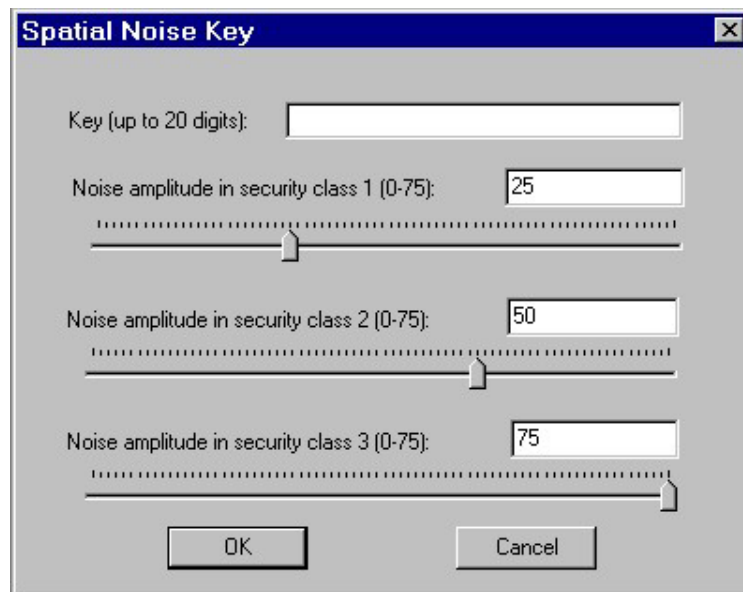 Spatial Noise Key
Key (up to 20 digits):
Noise amplitude in security class 1 (0-75): 25
Noise amplitude in security class 2 (0-75): 50
Noise amplitude in security class 3 (0-75): 75
OK Cancel